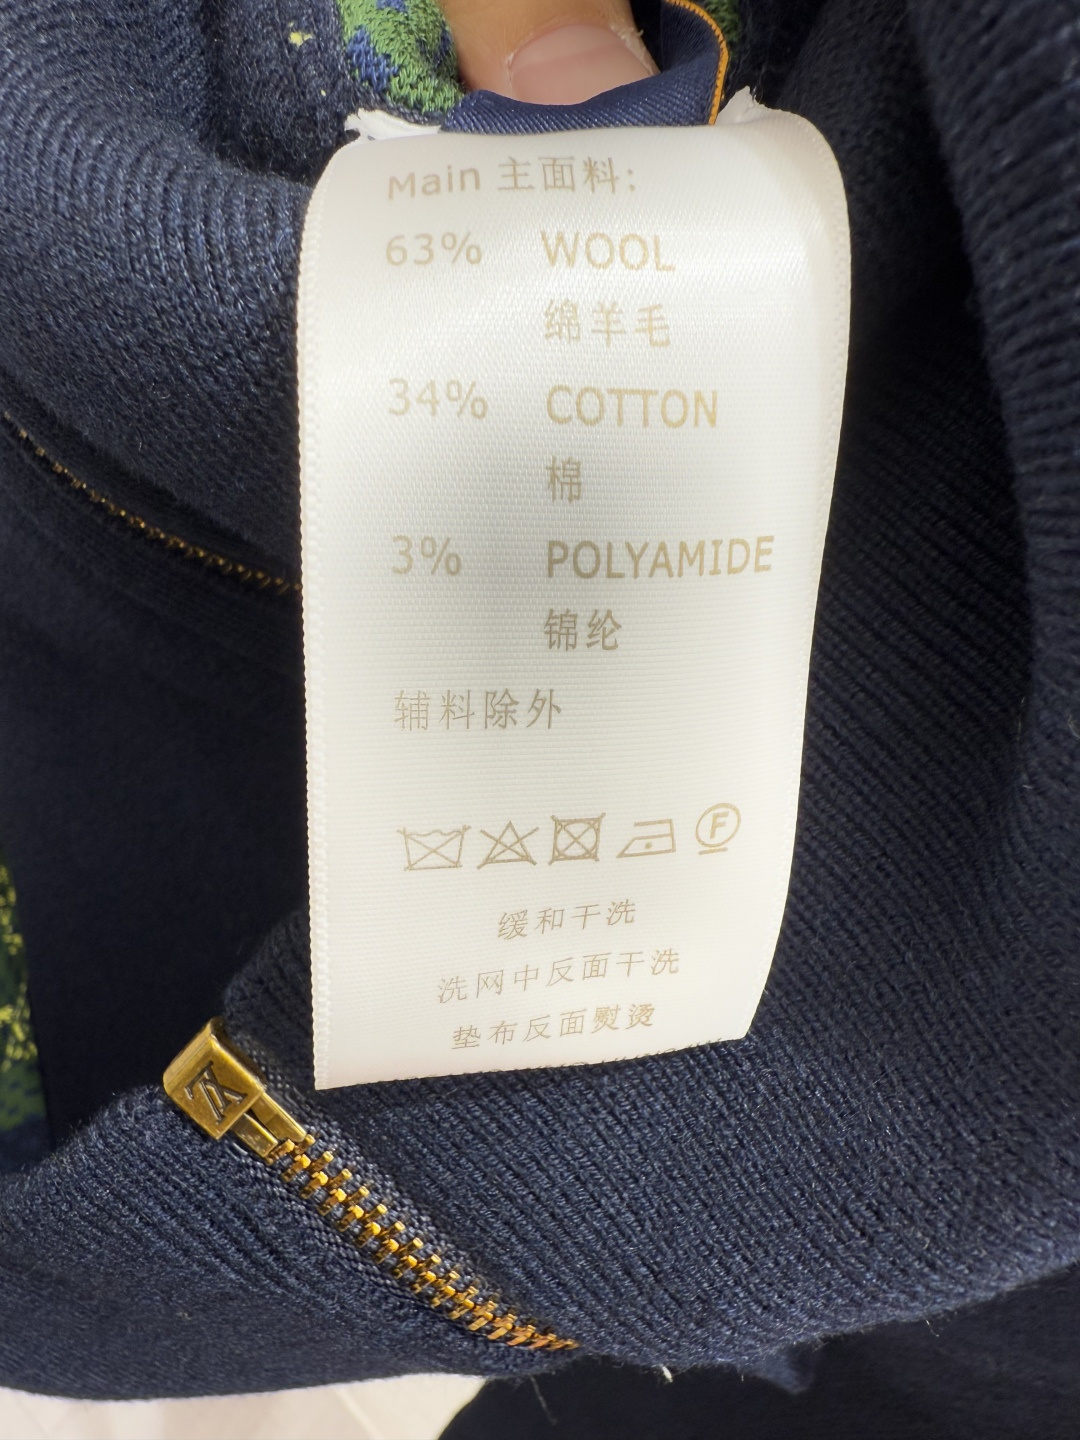 Main 主面料:
63% WOOL
绵羊毛
34% COTTON
棉
3% POLYAMIDE
锦纶
辅料除外
F
缓和干洗
洗网中反面干洗
垫布反面熨烫
LV